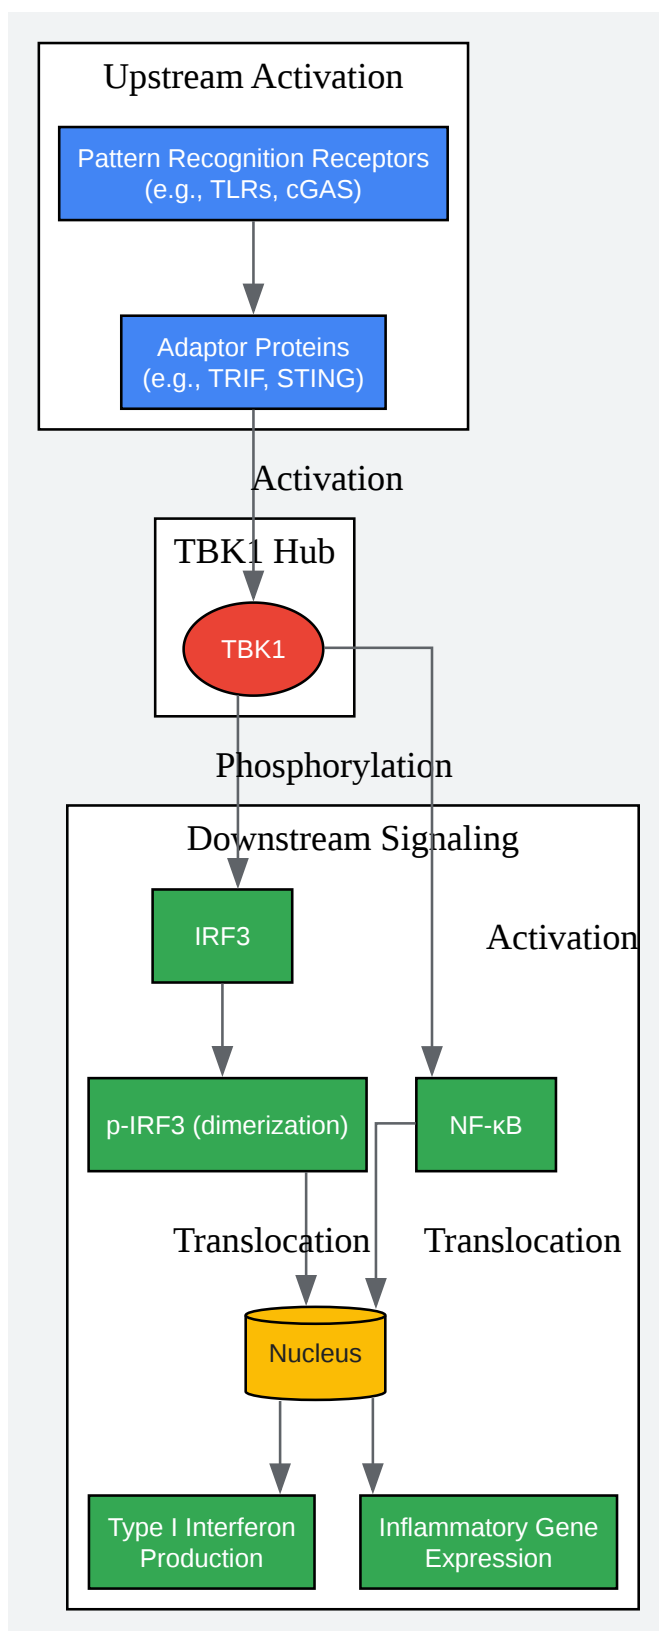 Upstream Activation
Pattern Recognition Receptors
(e.g., TLRs, cGAS)
Adaptor Proteins
(e.g., TRIF, STING)
Activation
TBK1 Hub
TBK1
Phosphorylation
Downstream Signaling
IRF3
Activation
p-IRF3 (dimerization)
NF-κB
Translocation
Translocation
Nucleus
Type I Interferon
Production
Inflammatory Gene
Expression